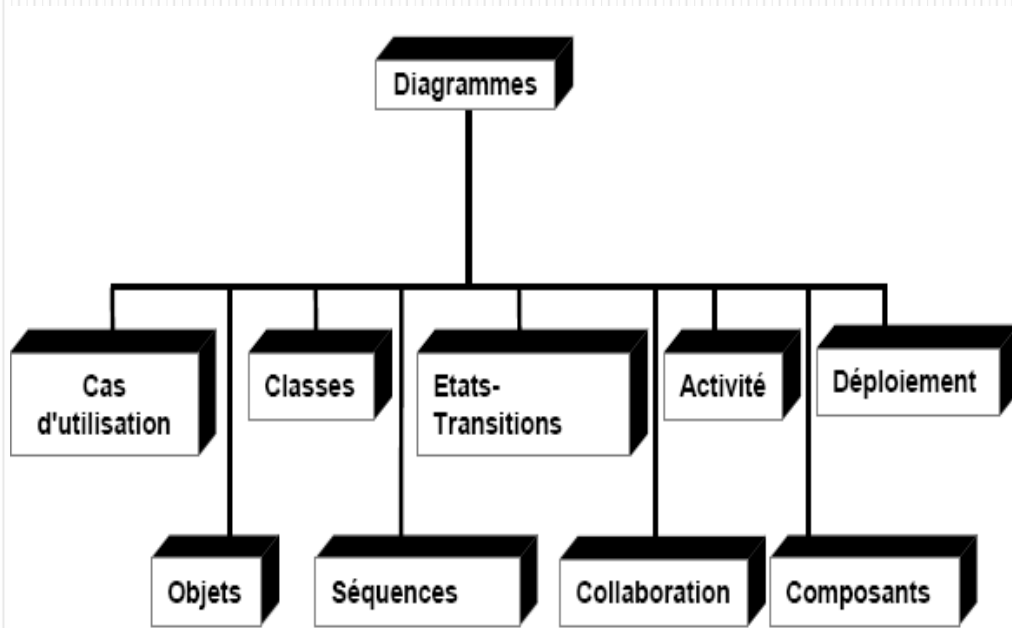 Diagrammes
Cas
d'utilisation
Classes
Etats-
Transitions
Activité
Déploiement
Objets
Séquences
Collaboration
Composants